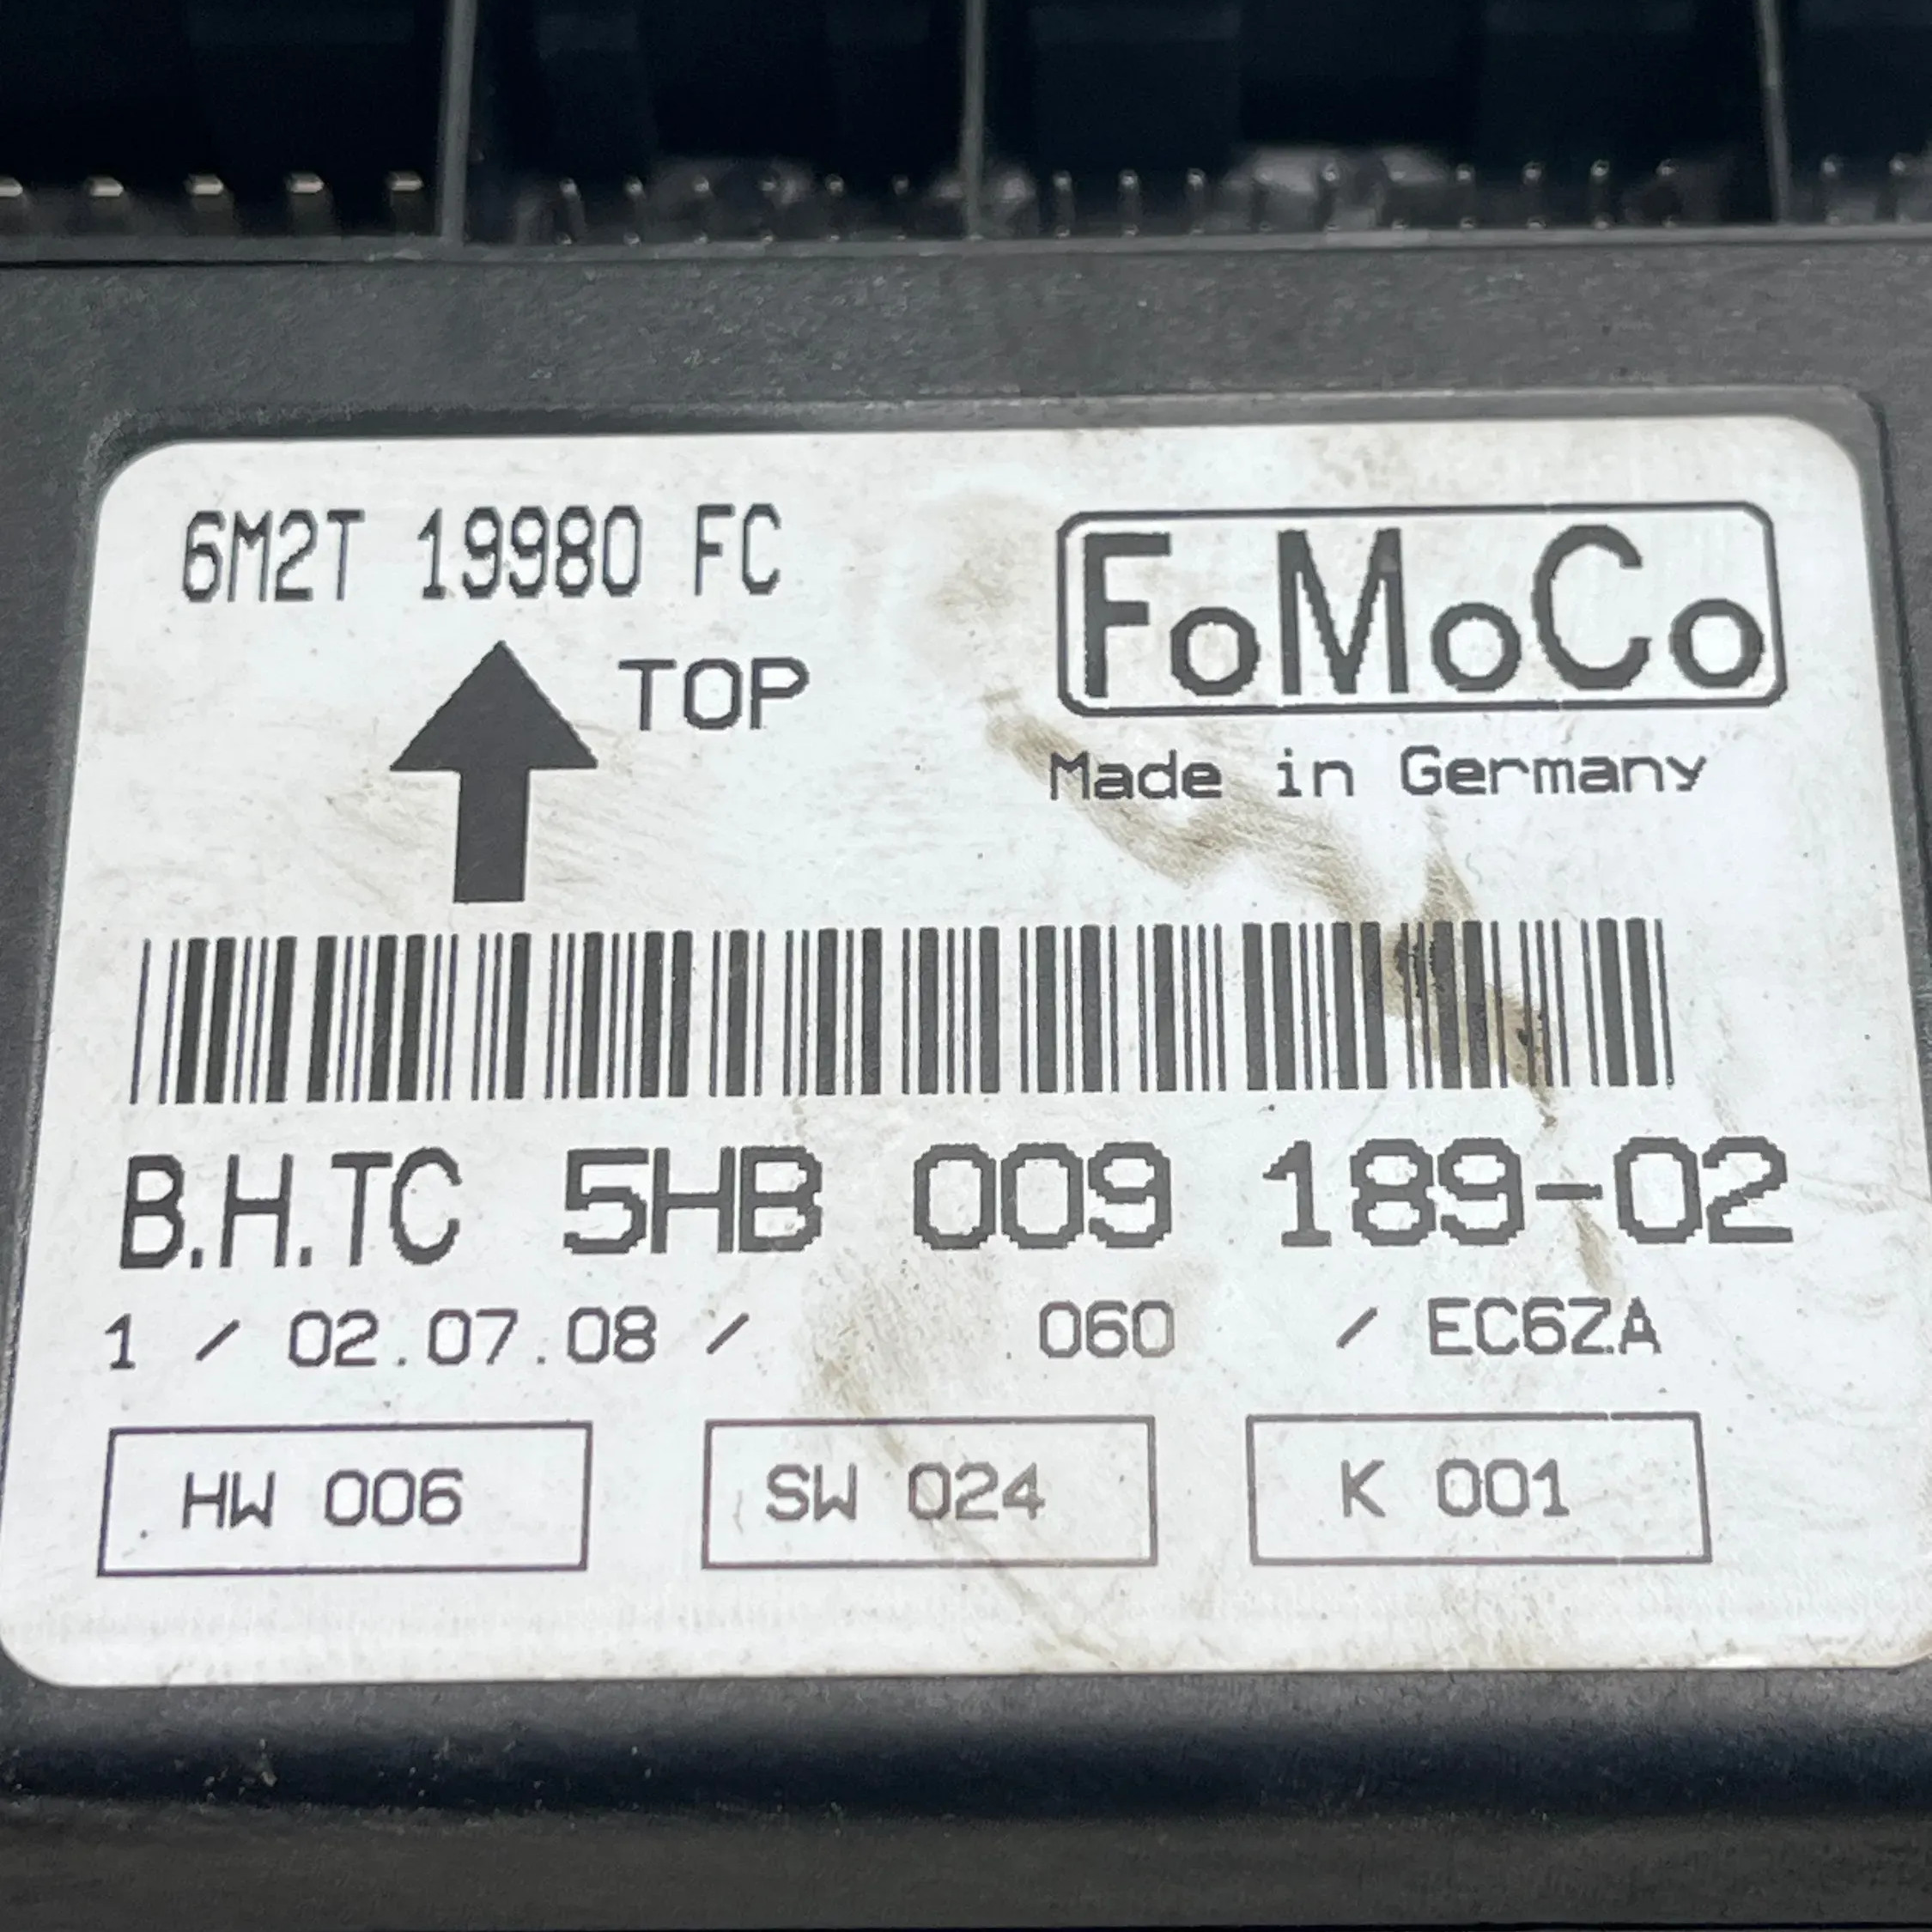 6M2T 19980 FC
FoMoCo
TOP
Made in Germany
B.H.TC 5HB 009 189-02
1 / 02.07.08 / 060 / EC6ZA
HW 006
SW 024
K 001